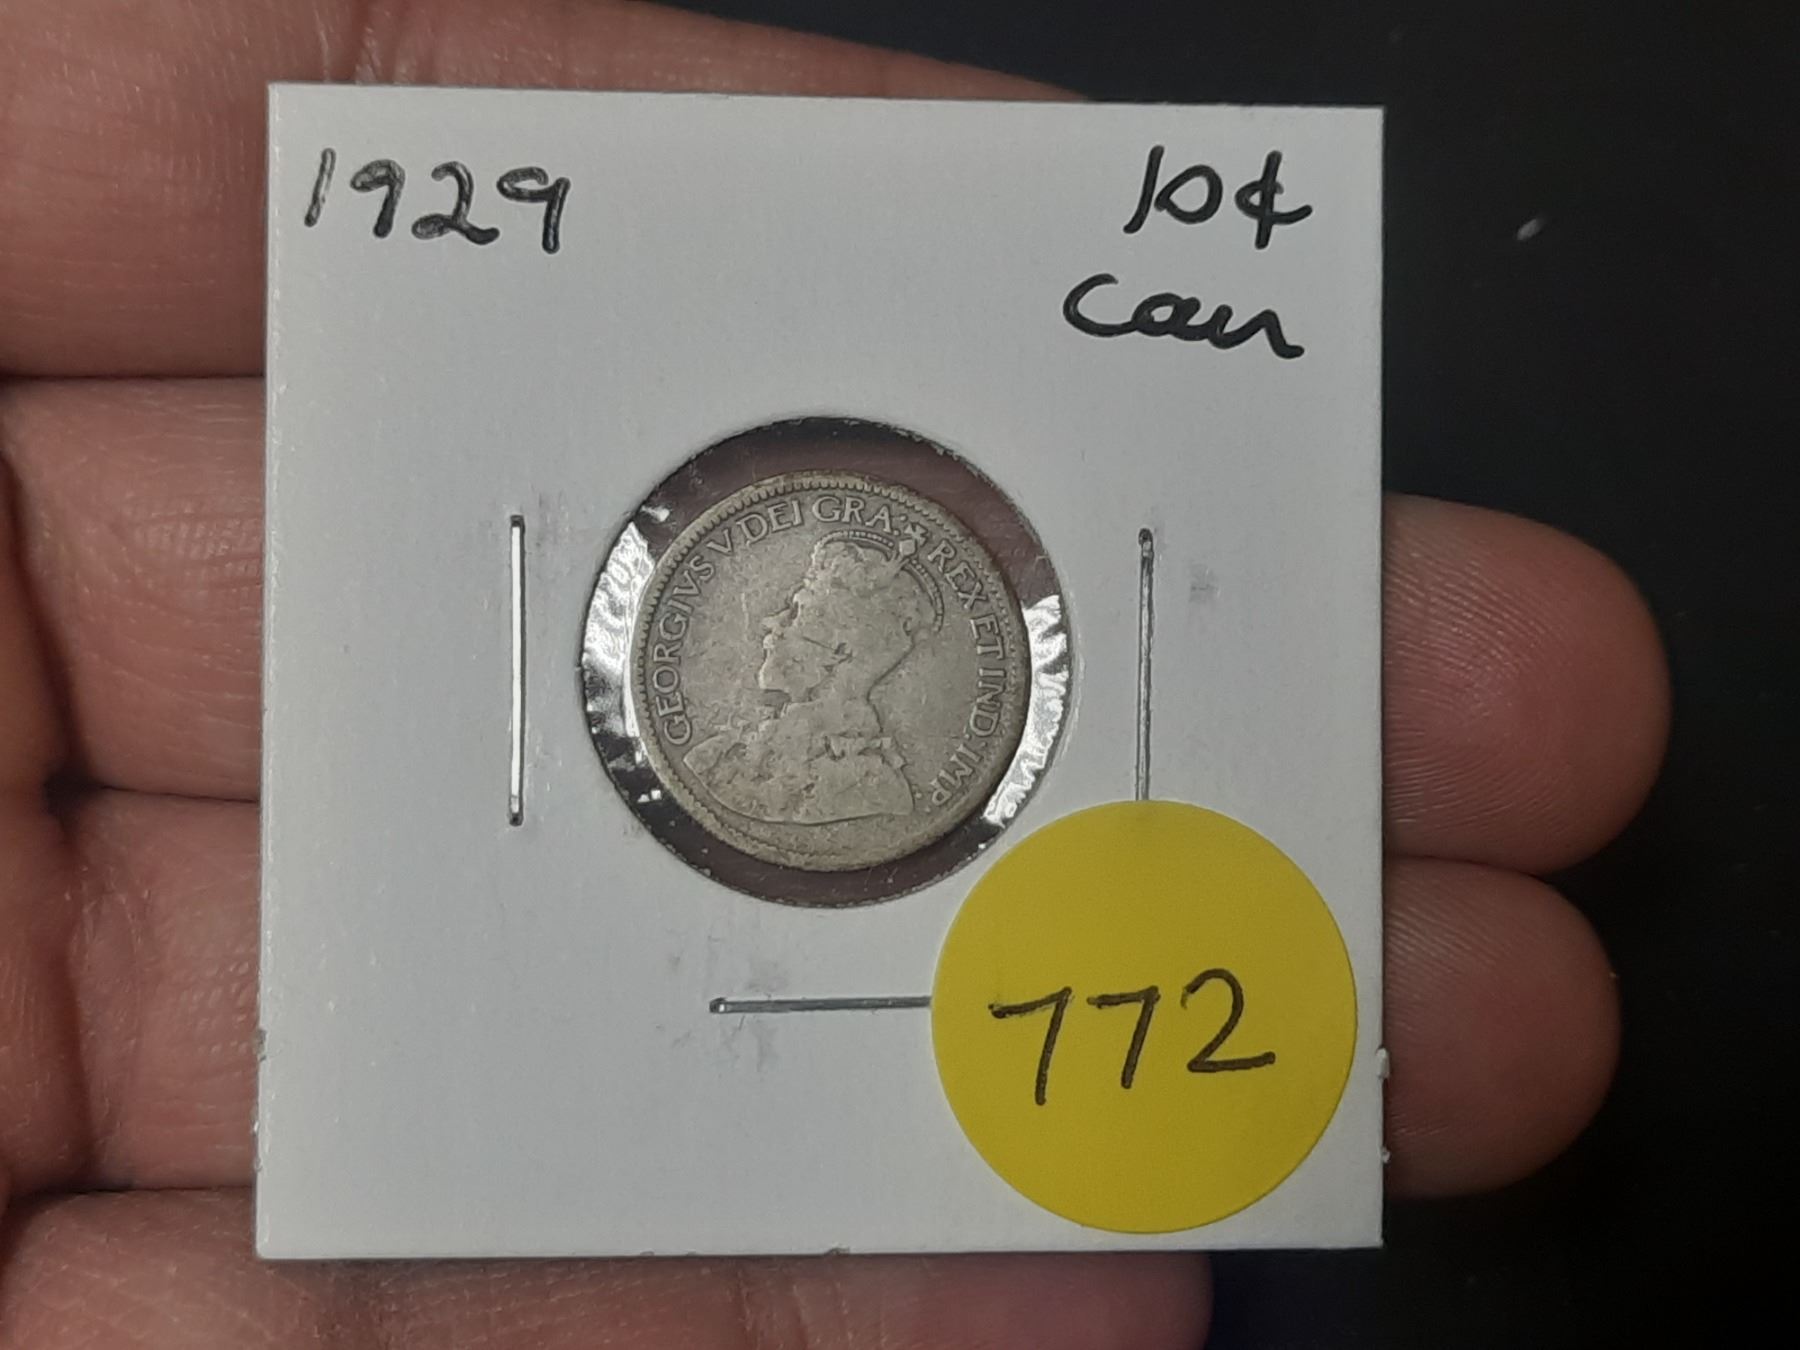 1929
10¢
Can
GEORGIVS V DEI GRA: REX ET IND: IMP:
772